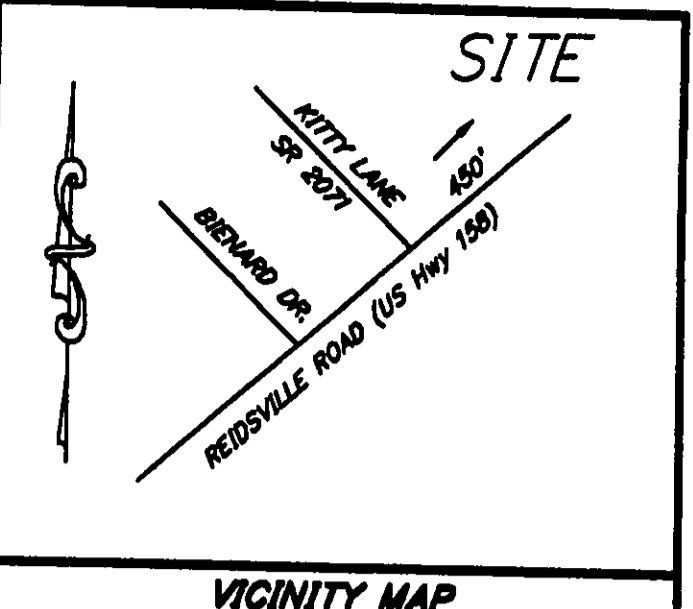 SITE
KITTY LANE
SR 2071
450'
BIENARD DR.
REIDSVILLE ROAD (US Hwy 158)
VICINITY MAP